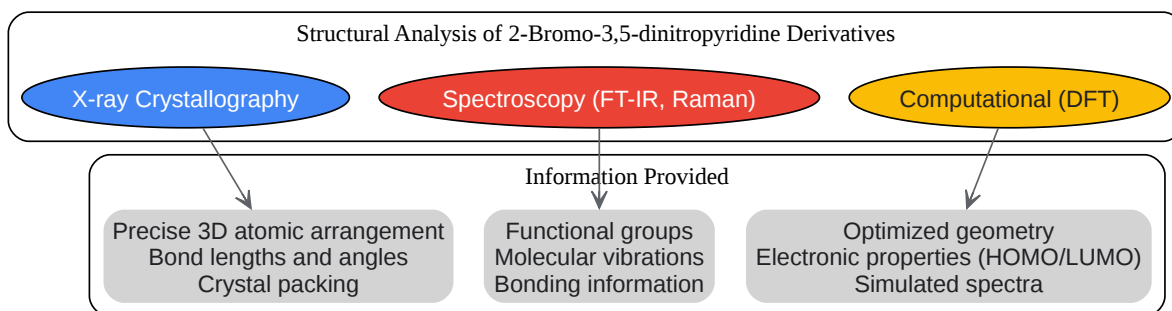 Structural Analysis of 2-Bromo-3,5-dinitropyridine Derivatives
X-ray Crystallography
Spectroscopy (FT-IR, Raman)
Computational (DFT)
Information Provided
Precise 3D atomic arrangement
Bond lengths and angles
Crystal packing
Functional groups
Molecular vibrations
Bonding information
Optimized geometry
Electronic properties (HOMO/LUMO)
Simulated spectra